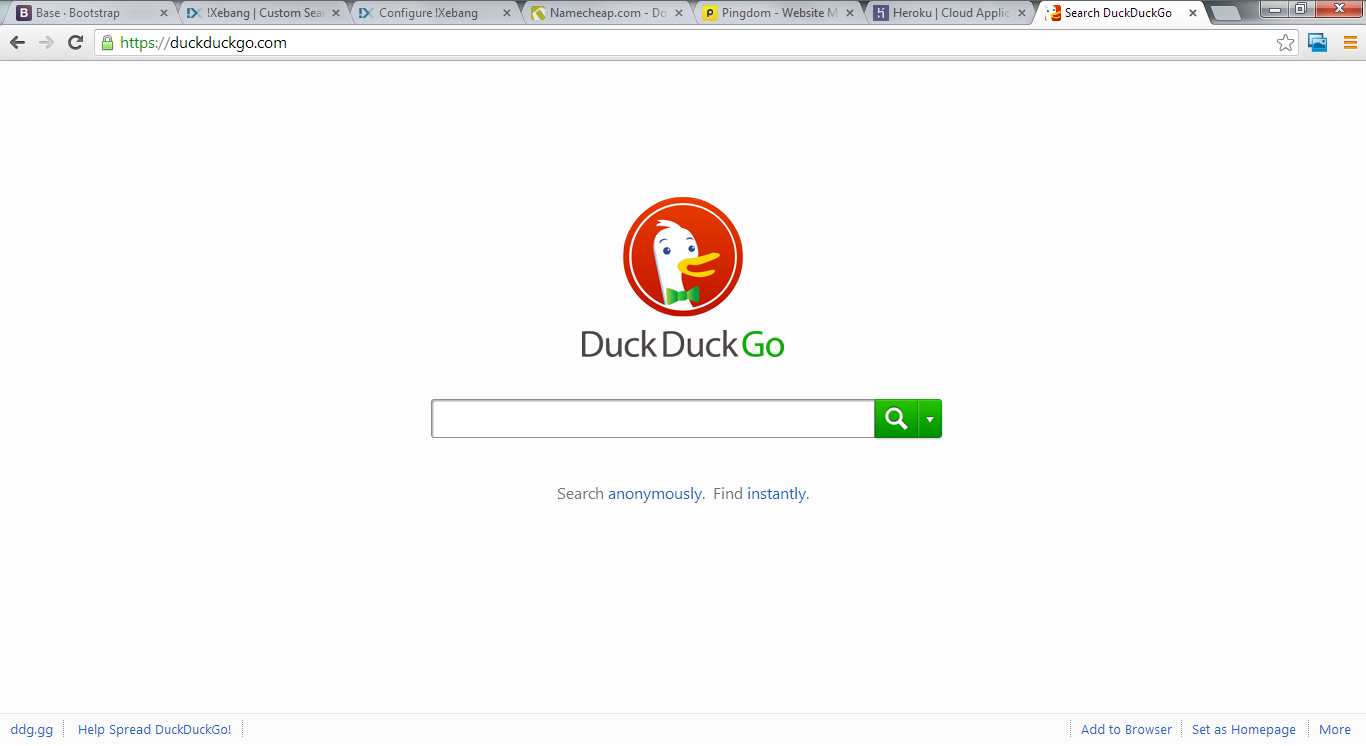 Base · Bootstrap
!Xebang | Custom Sear
Configure !Xebang
Namecheap.com - Do
Pingdom - Website M
Heroku | Cloud Applic
Search DuckDuckGo
https://duckduckgo.com
DuckDuckGo
Search anonymously. Find instantly.
ddg.gg
Help Spread DuckDuckGo!
Add to Browser
Set as Homepage
More